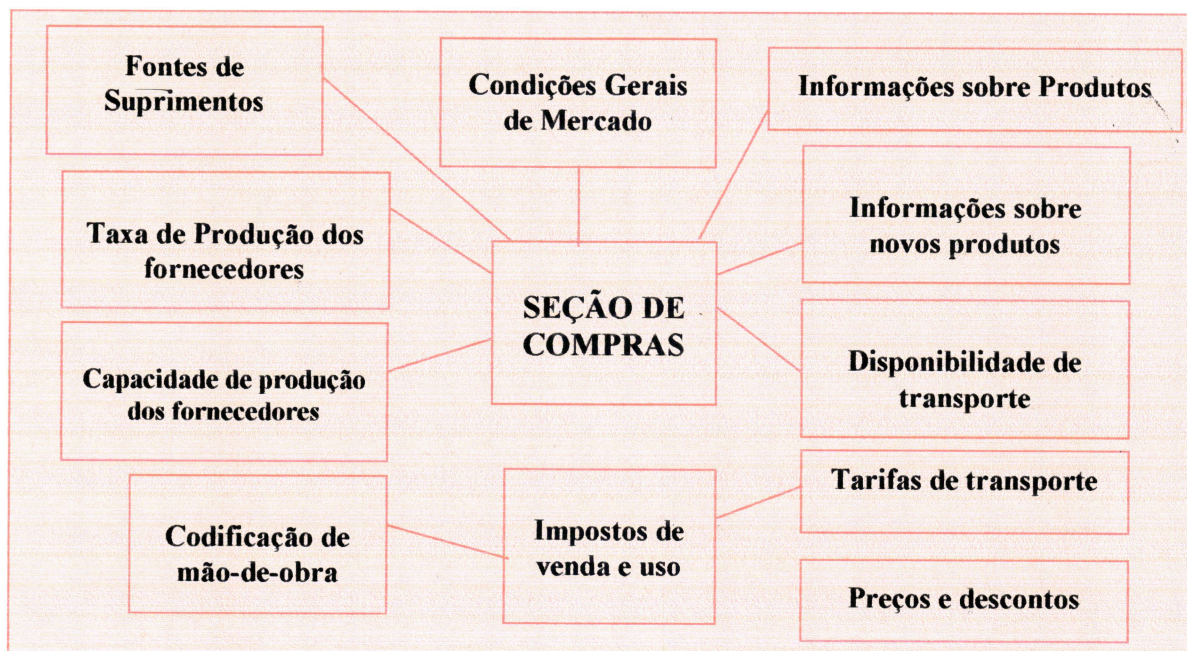 Fontes de
Suprimentos
Condições Gerais
de Mercado
Informações sobre Produtos
Taxa de Produção dos
fornecedores
Informações sobre
novos produtos
SEÇÃO DE
COMPRAS
Capacidade de produção
dos fornecedores
Disponibilidade de
transporte
Codificação de
mão-de-obra
Impostos de
venda e uso
Tarifas de transporte
Preços e descontos